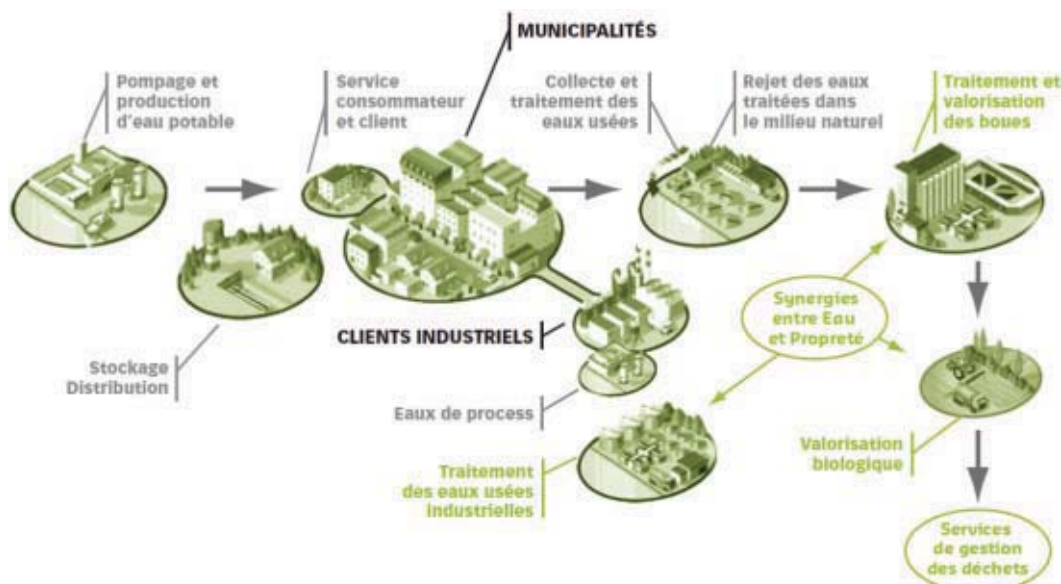 MUNICIPALITÉS
Pompage et
production
d'eau potable
Service
consommateur
et client
Collecte et
traitement des
eaux usées
Rejet des eaux
traitées dans
le milieu naturel
Traitement et
valorisation
des boues
Stockage
Distribution
CLIENTS INDUSTRIELS
Synergies
entre Eau
et Propreté
Eaux de process
Traitement
des eaux usées
industrielles
Valorisation
biologique
Services
de gestion
des déchets